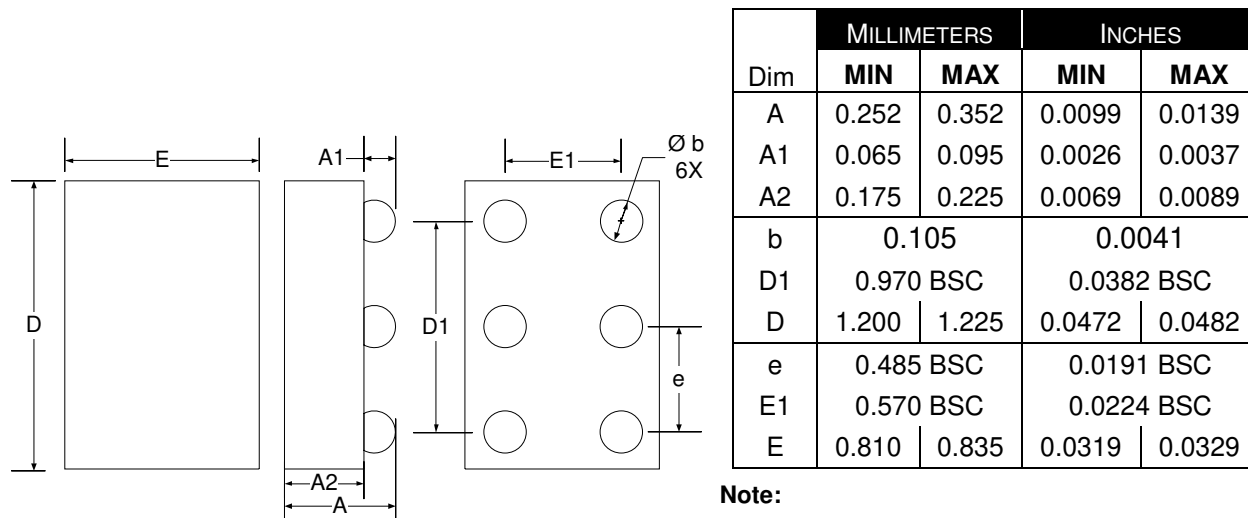 E
A1
E1
Ø b
6X
D
D1
e
A2
A
MILLIMETERS INCHES
Dim MIN MAX MIN MAX
A 0.252 0.352 0.0099 0.0139
A1 0.065 0.095 0.0026 0.0037
A2 0.175 0.225 0.0069 0.0089
b 0.105 0.0041
D1 0.970 BSC 0.0382 BSC
D 1.200 1.225 0.0472 0.0482
e 0.485 BSC 0.0191 BSC
E1 0.570 BSC 0.0224 BSC
E 0.810 0.835 0.0319 0.0329
Note: